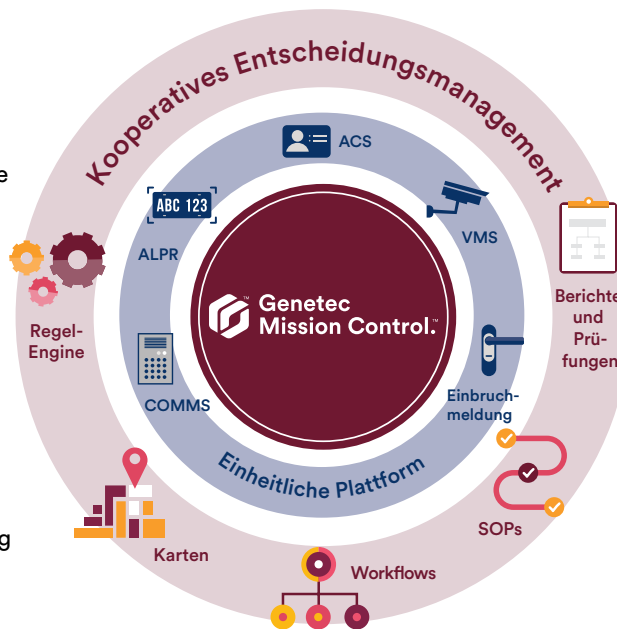 Kooperatives Entscheidungsmanagement
ACS
e
ABC 123
VMS
ALPR
Genetec
Mission Control.™
Berichte
und
Prü-
fungen
Regel-
Engine
COMMS
Einbruch-
meldung
Einheitliche Plattform
SOPs
g
Karten
Workflows